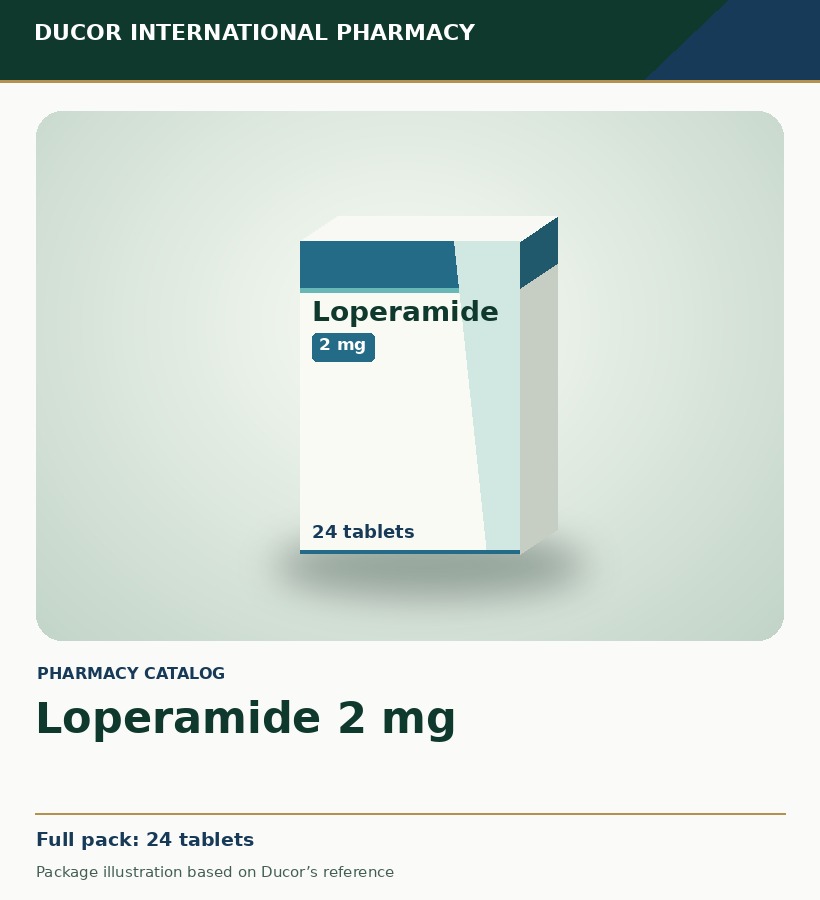 DUCOR INTERNATIONAL PHARMACY
Loperamide
2 mg
24 tablets
PHARMACY CATALOG
Loperamide 2 mg
Full pack: 24 tablets
Package illustration based on Ducor’s reference